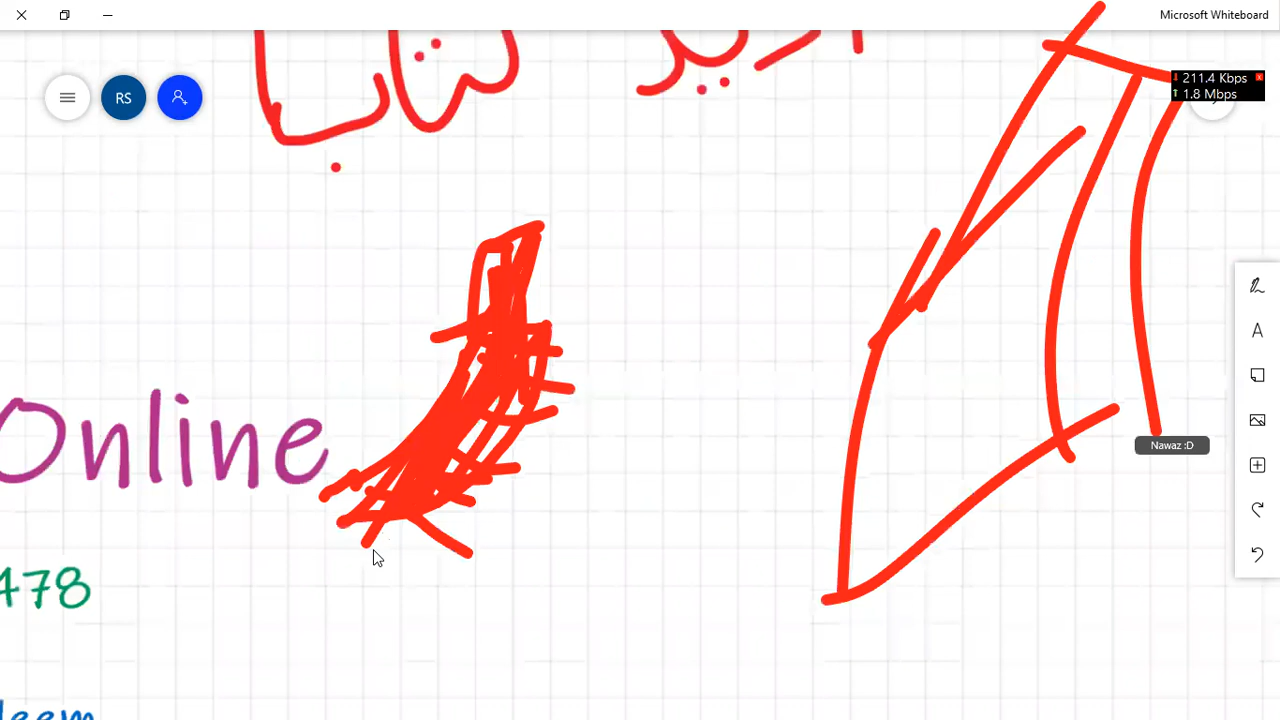 Microsoft Whiteboard
211.4 Kbps
1.8 Mbps
RS
A
Online
Nawaz :D
478